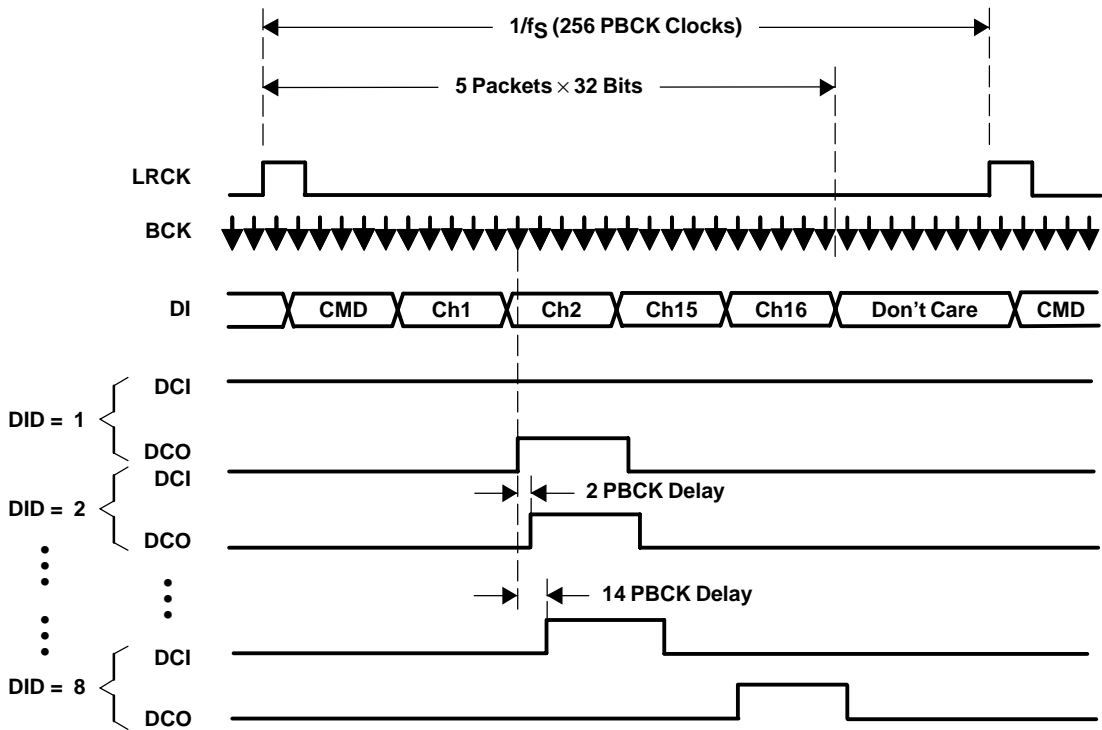 1/fS (256 PBCK Clocks)
5 Packets × 32 Bits
LRCK
BCK
DI
CMD
Ch1
Ch2
Ch15
Ch16
Don't Care
CMD
DCI
DID = 1
DCO
DCI
2 PBCK Delay
DID = 2
DCO
14 PBCK Delay
DCI
DID = 8
DCO